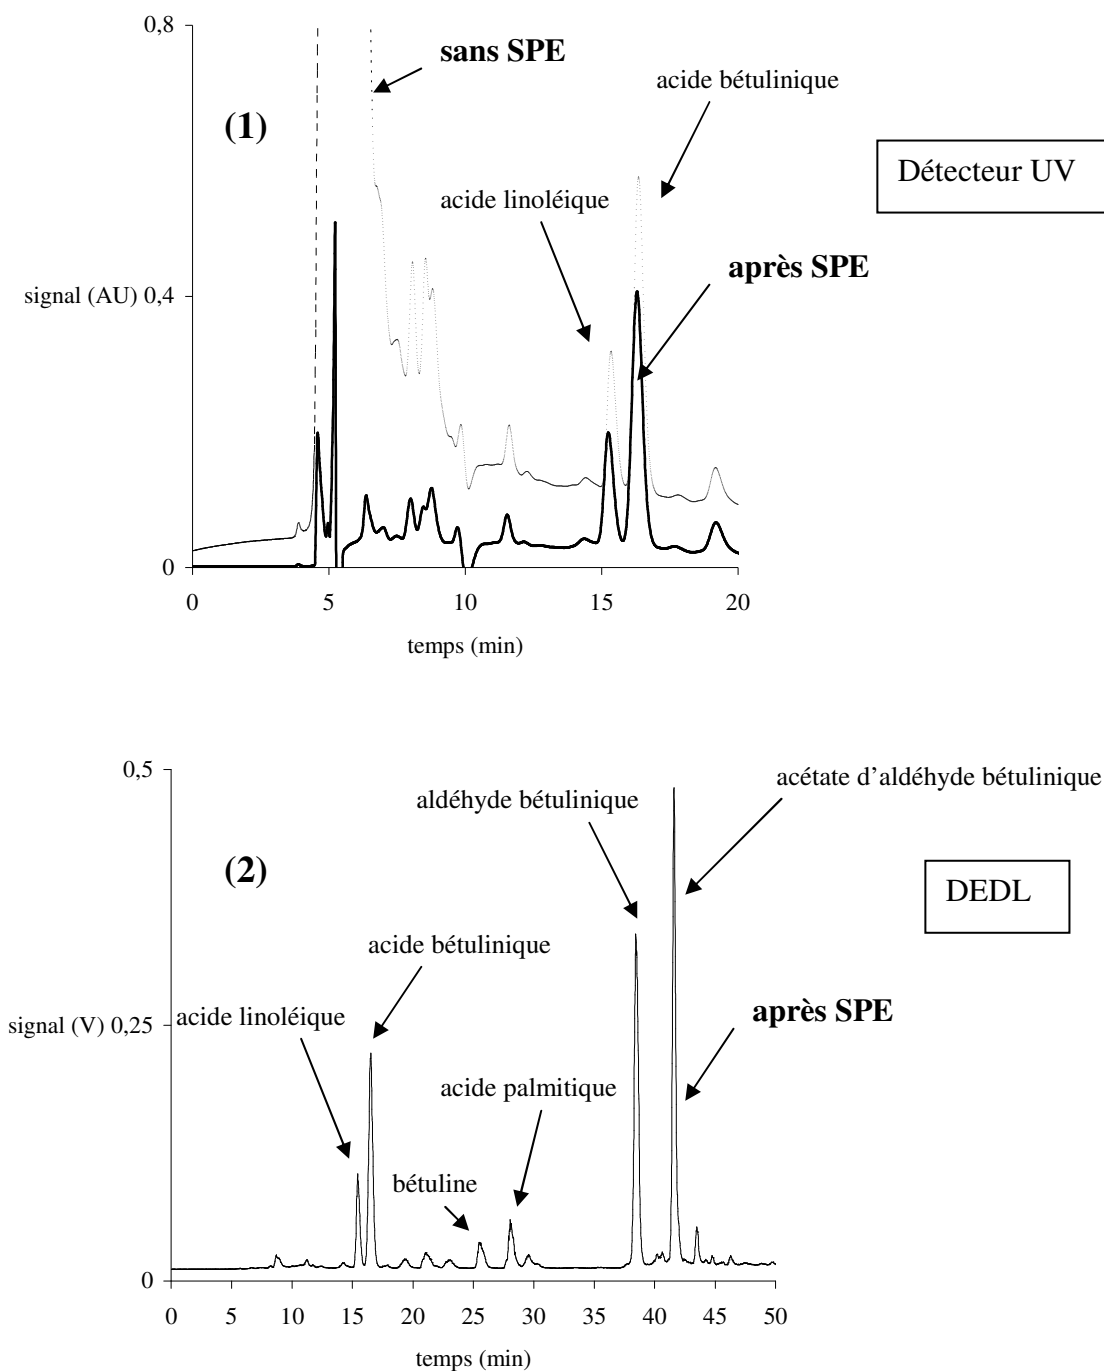 0,8
sans SPE
acide bétulinique
(1)
Détecteur UV
acide linoléique
après SPE
signal (AU) 0,4
0
0 5 10 15 20
temps (min)
0,5
acétate d'aldéhyde bétulinique
aldéhyde bétulinique
(2)
DEDL
acide bétulinique
après SPE
signal (V) 0,25
acide linoléique
acide palmitique
bétuline
0
0 5 10 15 20 25 30 35 40 45 50
temps (min)